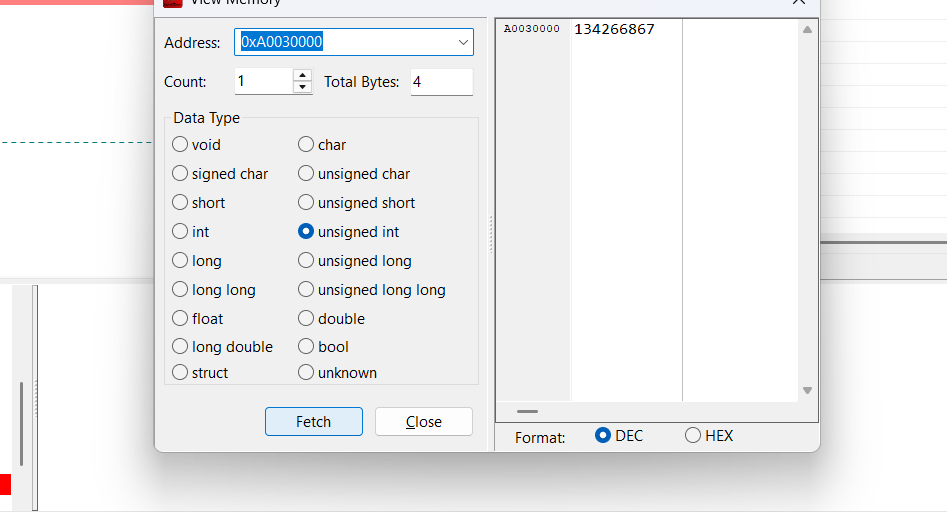 View Memory
Address: 0xA0030000
Count: 1 Total Bytes: 4
Data Type
void char
signed char unsigned char
short unsigned short
int unsigned int
long unsigned long
long long unsigned long long
float double
long double bool
struct unknown
Fetch Close
A0030000 134266867
Format: DEC HEX